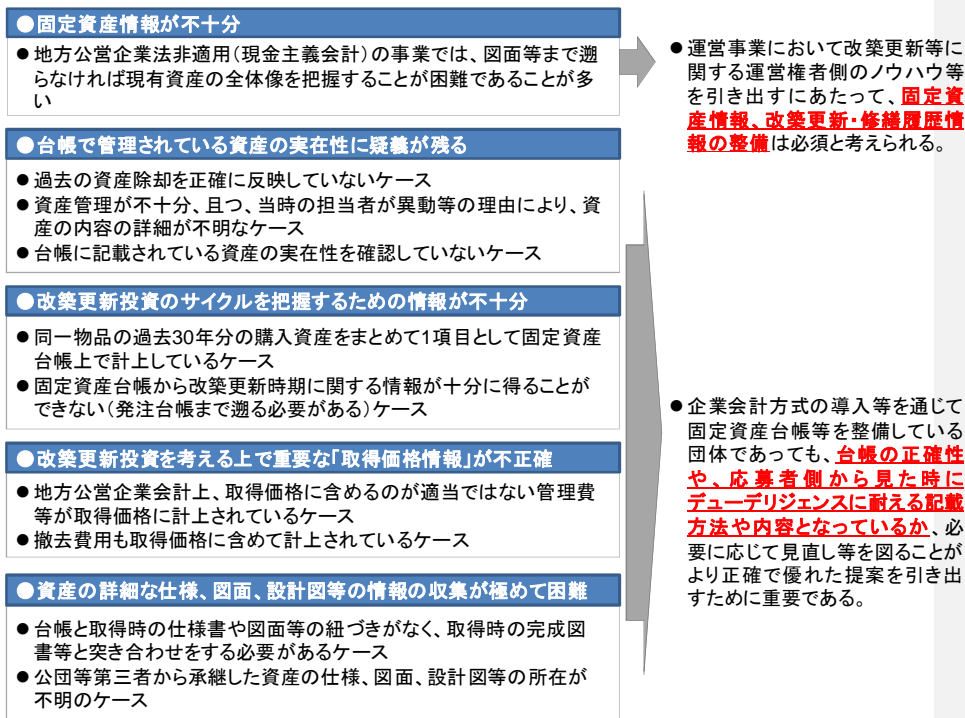 ●固定資産情報が不十分
●地方公営企業法非適用(現金主義会計)の事業では、図面等まで遡
らなければ現有資産の全体像を把握することが困難であることが多
い
●台帳で管理されている資産の実在性に疑義が残る
●過去の資産除却を正確に反映していないケース
●資産管理が不十分、且つ、当時の担当者が異動等の理由により、資
産の内容の詳細が不明なケース
●台帳に記載されている資産の実在性を確認していないケース
●改築更新投資のサイクルを把握するための情報が不十分
●同一物品の過去30年分の購入資産をまとめて1項目として固定資産
台帳上で計上しているケース
●固定資産台帳から改築更新時期に関する情報が十分に得ることが
できない(発注台帳まで遡る必要がある)ケース
●改築更新投資を考える上で重要な「取得価格情報」が不正確
●地方公営企業会計上、取得価格に含めるのが適当ではない管理費
等が取得価格に計上されているケース
●撤去費用も取得価格に含めて計上されているケース
●資産の詳細な仕様、図面、設計図等の情報の収集が極めて困難
●台帳と取得時の仕様書や図面等の紐づきがなく、取得時の完成図
書等と突き合わせをする必要があるケース
●公団等第三者から承継した資産の仕様、図面、設計図等の所在が
不明のケース
●運営事業において改築更新等に
関する運営権者側のノウハウ等
を引き出すにあたって、固定資
産情報、改築更新・修繕履歴情
報の整備は必須と考えられる。
●企業会計方式の導入等を通じて
固定資産台帳等を整備している
団体であっても、台帳の正確性
や、応募者側から見た時に
デューデリジェンスに耐える記載
方法や内容となっているか、必
要に応じて見直し等を図ることが
より正確で優れた提案を引き出
すために重要である。